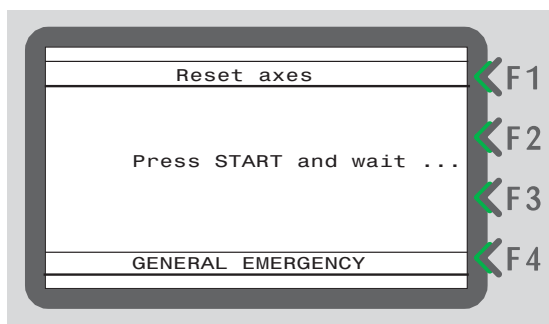 Reset axes
F1
F2
Press START and wait ...
F3
GENERAL EMERGENCY
F4